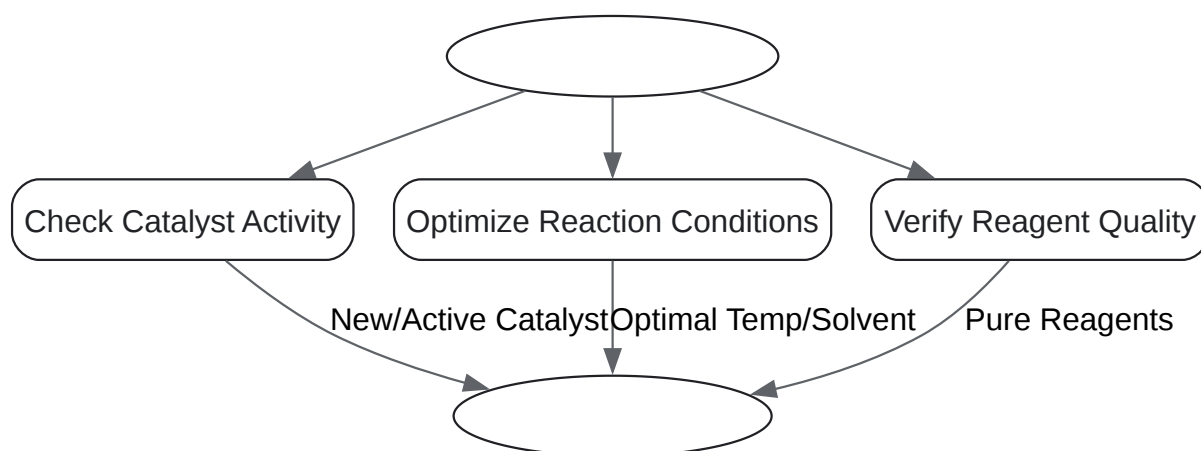 Check Catalyst Activity
Optimize Reaction Conditions
Verify Reagent Quality
New/Active Catalyst
Optimal Temp/Solvent
Pure Reagents